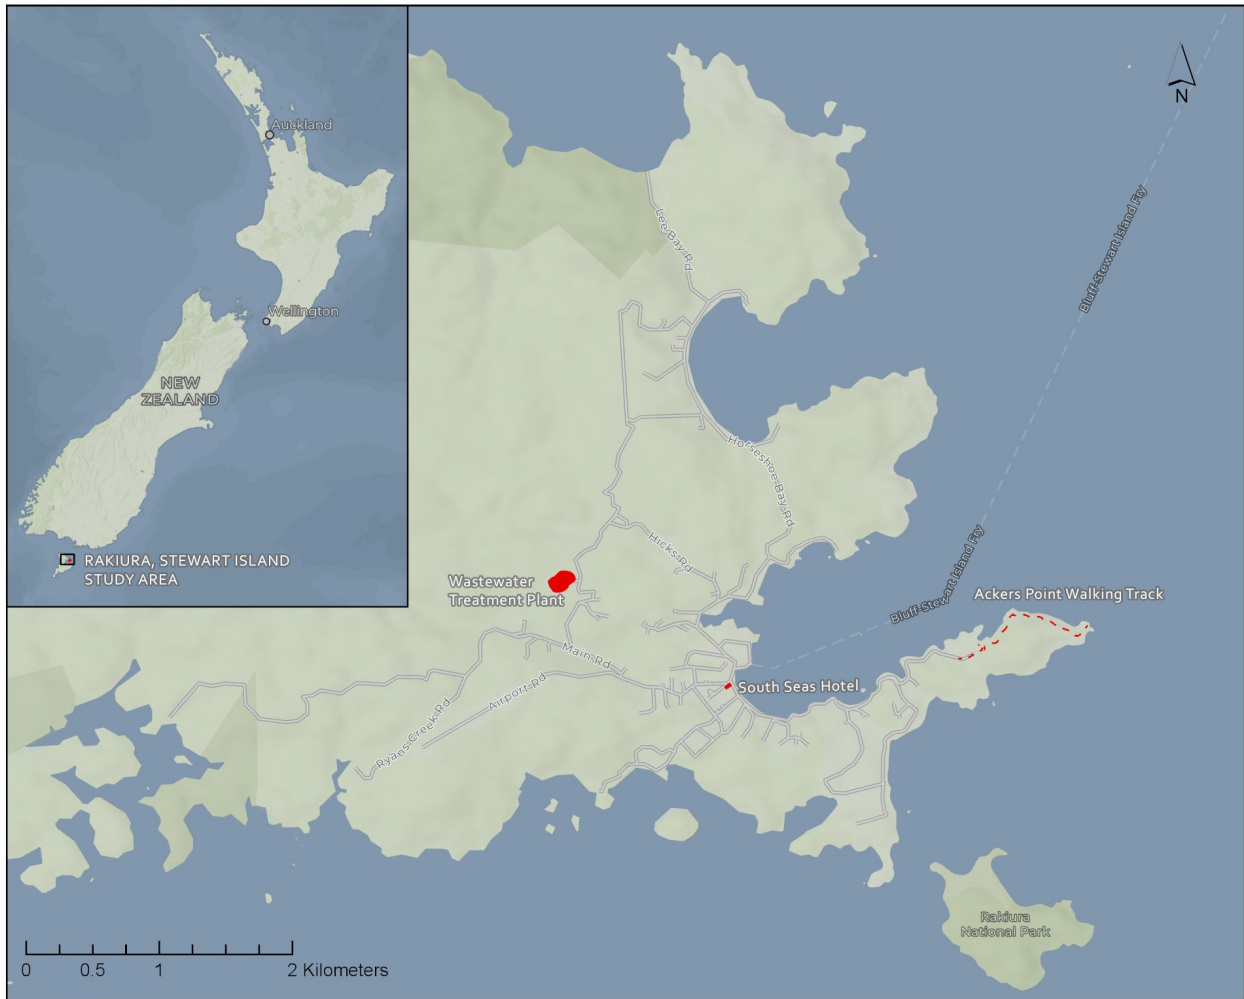 Auckland
Wellington
NEW
ZEALAND
RAKIURA, STEWART ISLAND
STUDY AREA
N
Bluff-Stewart Island Fry
Lee Bay Rd
Horseshoe Bay Rd
Hicks Rd
Bluff-Stewart Island Fry
Wastewater
Treatment Plant
Ackers Point Walking Track
Main Rd
Airport Rd
Ryans Creek Rd
South Seas Hotel
Rakiura
National Park
0 0.5 1 2 Kilometers